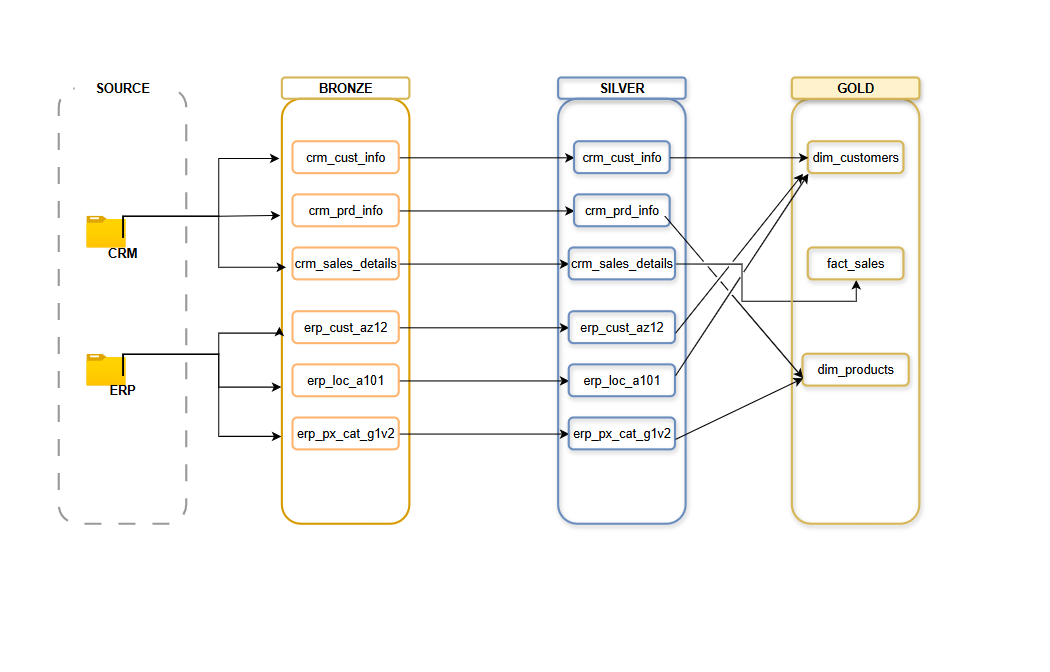 SOURCE
BRONZE
SILVER
GOLD
crm_cust_info
crm_cust_info
dim_customers
crm_prd_info
crm_prd_info
CRM
crm_sales_details
crm_sales_details
fact_sales
erp_cust_az12
erp_cust_az12
dim_products
ERP
erp_loc_a101
erp_loc_a101
erp_px_cat_g1v2
erp_px_cat_g1v2